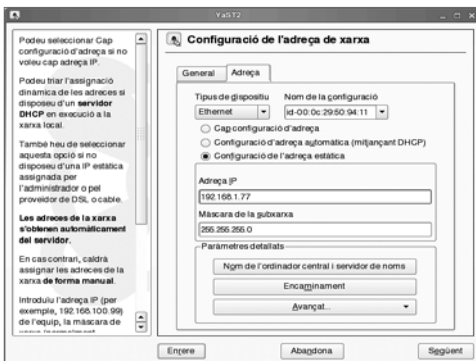 YaST2
Podeu seleccionar Cap
configuració d'adreça si no
voleu cap adreça IP.
Podeu triar l'assignació
dinàmica de les adreces si
disposeu d'un servidor
DHCP en execució a la
xarxa local.
També heu de seleccionar
aquesta opció si no
disposeu d'una IP estàtica
assignada per
l'administrador o pel
proveïdor de DSL o cable.
Les adreces de la xarxa
s'obtenen automàticament
del servidor.
En cas contrari, caldrà
assignar les adreces de la
xarxa de forma manual.
Introduïu l'adreça IP (per
exemple, 192.168.100.99)
de l'equip, la màscara de
Configuració de l'adreça de xarxa
General
Adreça
Tipus de dispositiu
Nom de la configuració
Ethernet
id-00:0c:29:50:94:11
Cap configuració d'adreça
Configuració d'adreça automàtica (mitjançant DHCP)
Configuració de l'adreça estàtica
Adreça IP
192.168.1.77
Màscara de la subxarxa
255.255.255.0
Paràmetres detallats
Nom de l'ordinador central i servidor de noms
Encaminament
Avançat...
Enrere
Abandona
Següent